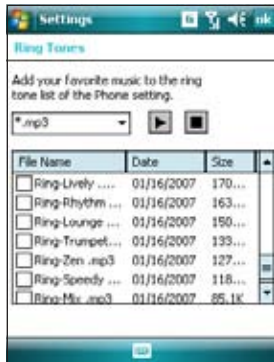 Settings ok
Ring Tones
Add your favorite music to the ring
tone list of the Phone setting.
*.mp3
File Name Date Size
Ring-Lively .... 01/16/2007 170...
Ring-Rhythm ... 01/16/2007 163...
Ring-Lounge ... 01/16/2007 150...
Ring-Trumpet... 01/16/2007 133...
Ring-Zen .mp3 01/16/2007 127...
Ring-Speedy ... 01/16/2007 118...
Ring-Mix .mp3 01/16/2007 85.1K